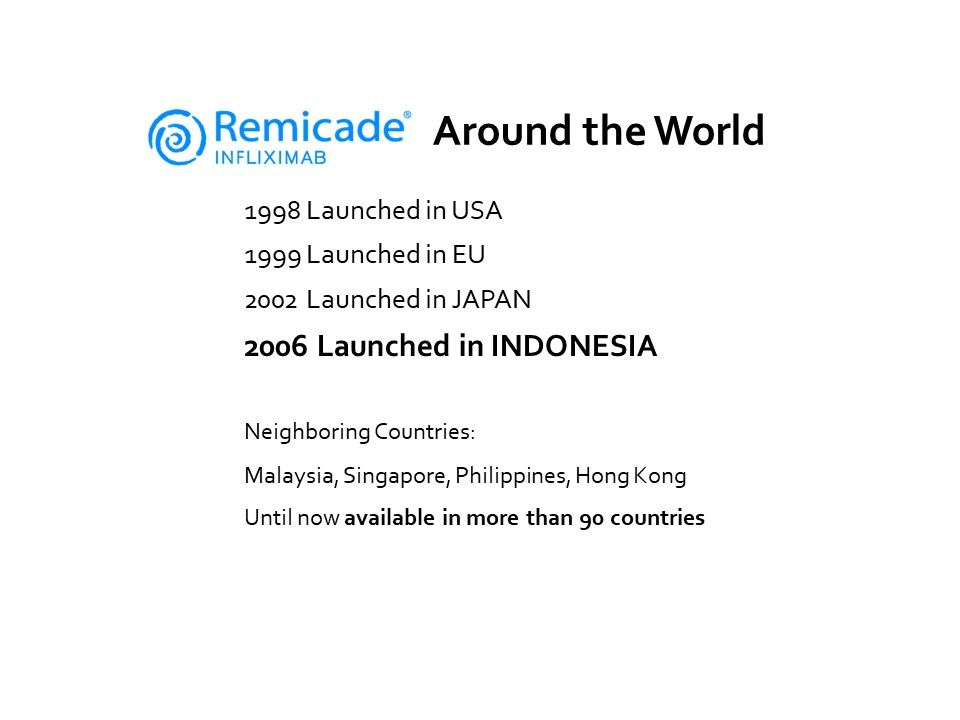 Remicade® Around the World
INFLIXIMAB
1998 Launched in USA
1999 Launched in EU
2002 Launched in JAPAN
2006 Launched in INDONESIA
Neighboring Countries:
Malaysia, Singapore, Philippines, Hong Kong
Until now available in more than 90 countries